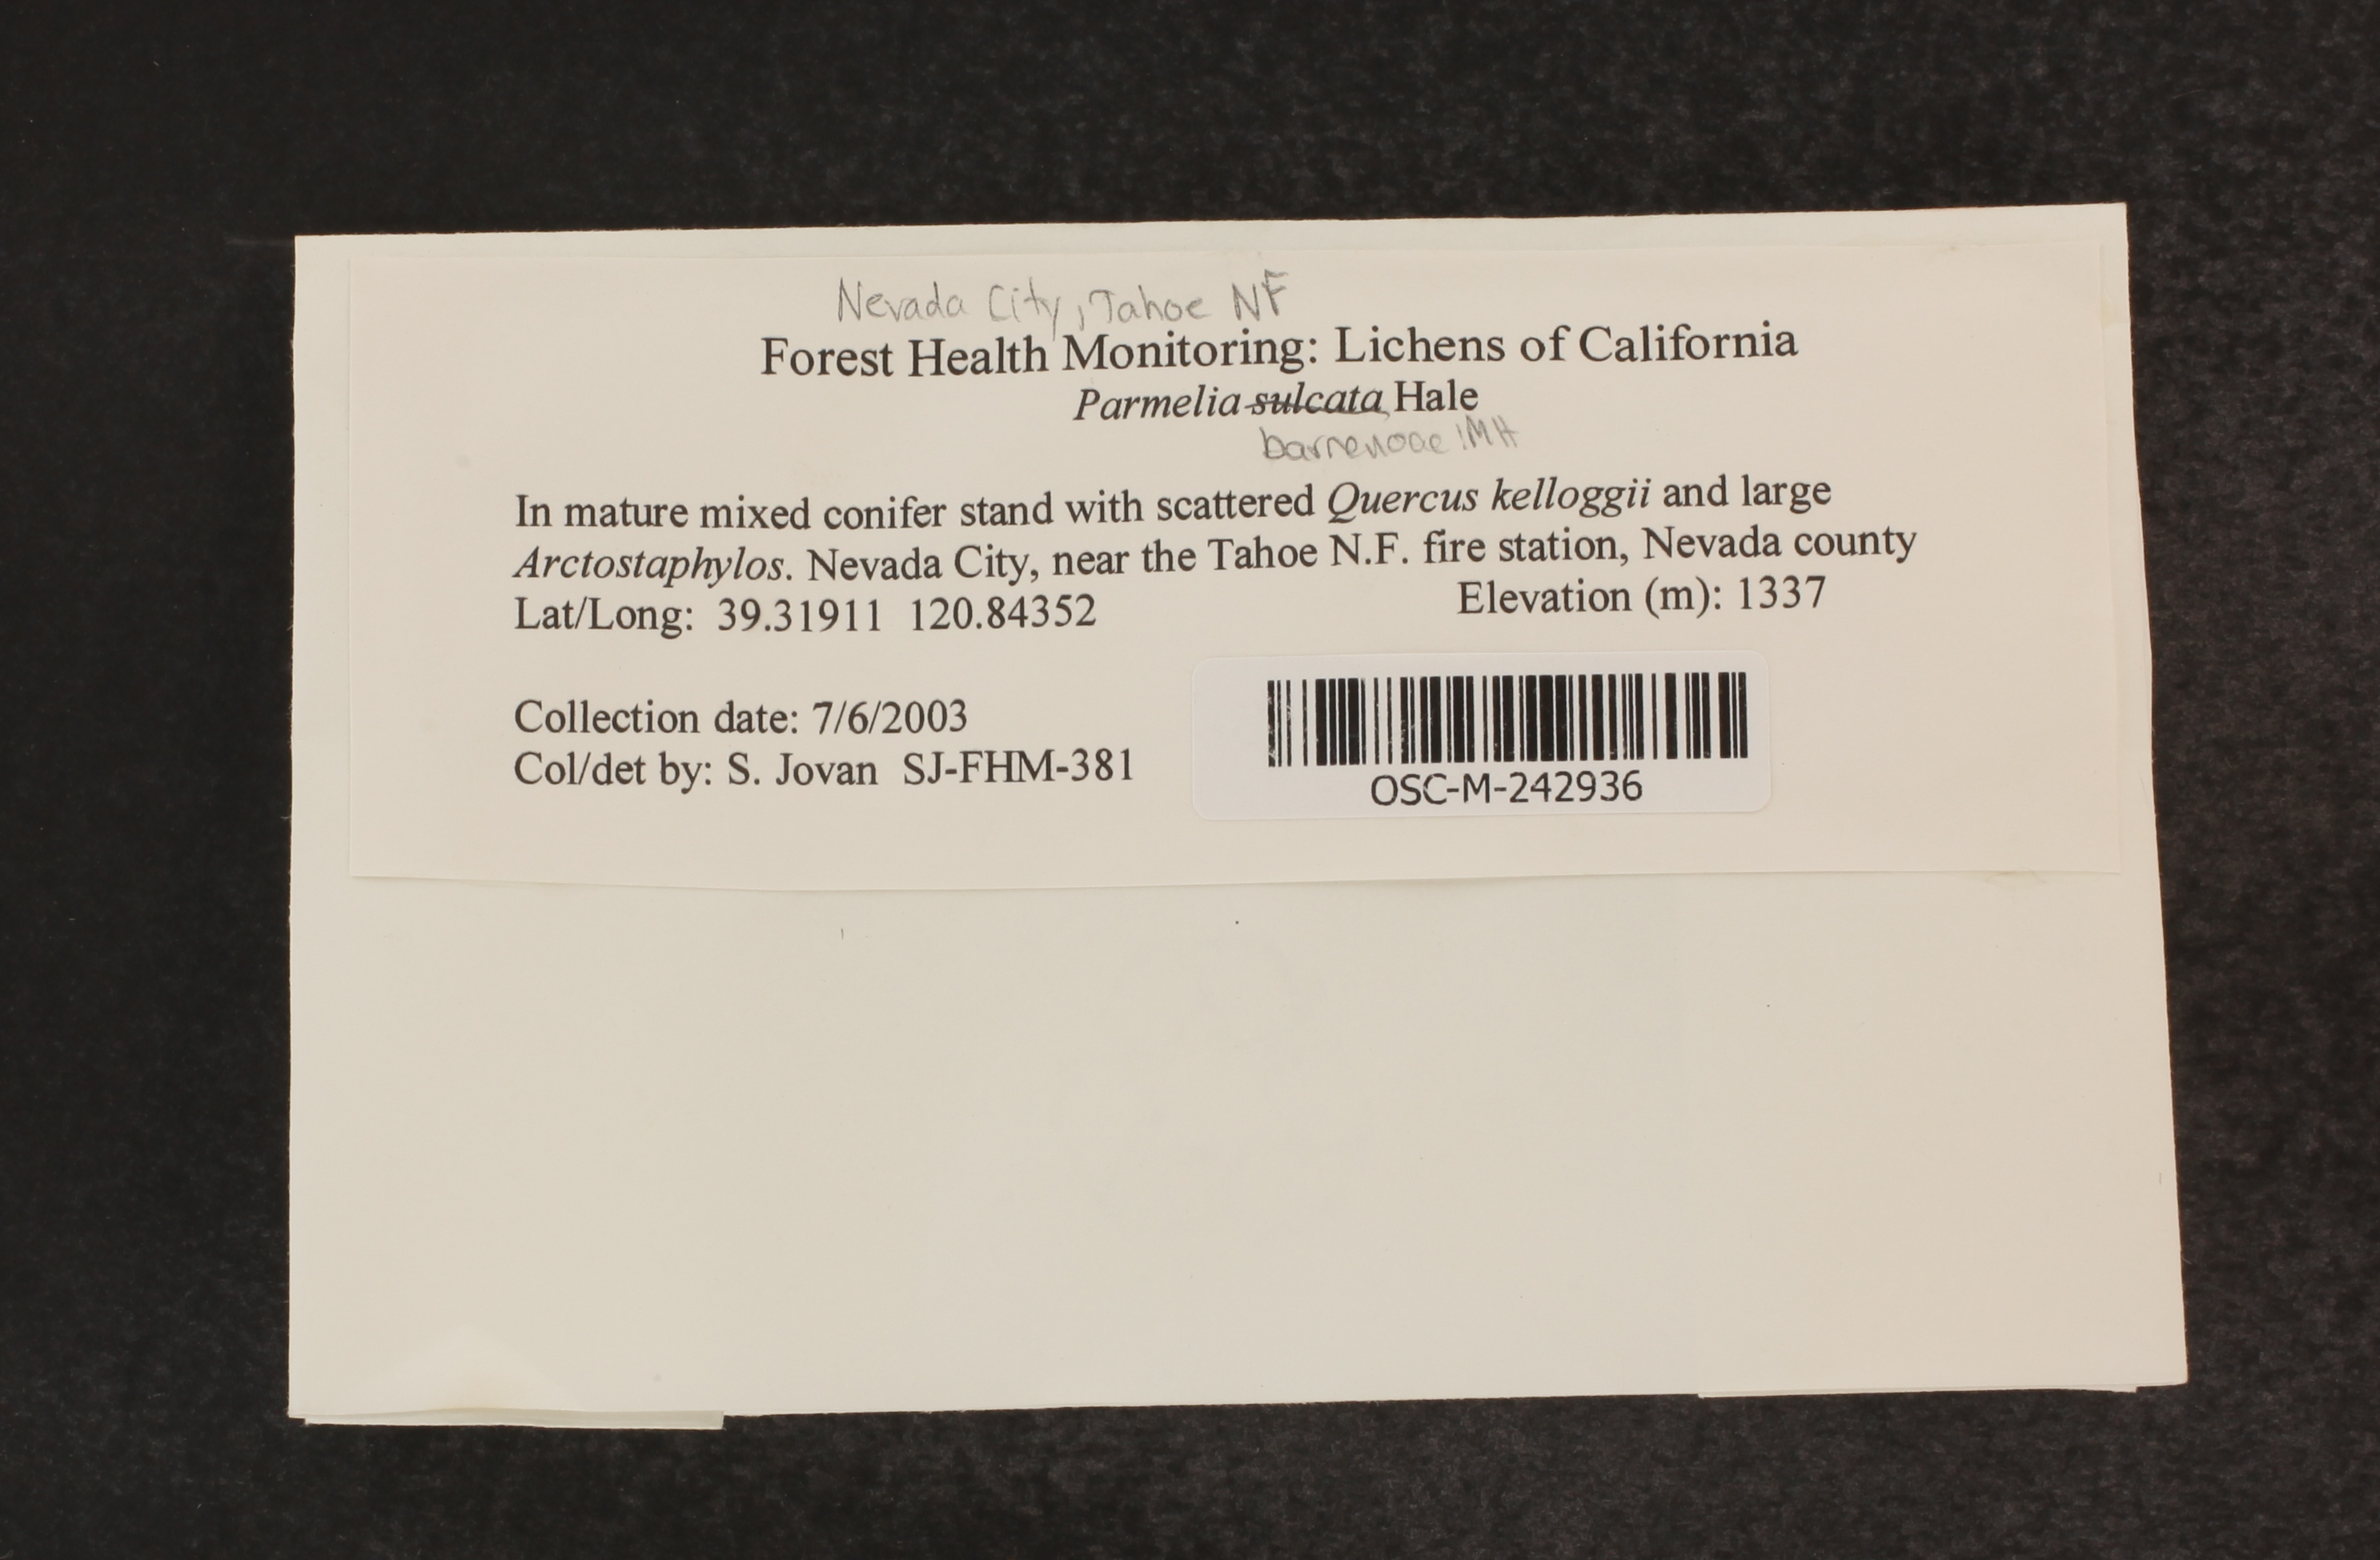 Nevada City, Tahoe NF
Forest Health Monitoring: Lichens of California
Parmelia sulcata Hale
barrenoae !MH
In mature mixed conifer stand with scattered Quercus kelloggii and large
Arctostaphylos. Nevada City, near the Tahoe N.F. fire station, Nevada county
Lat/Long: 39.31911 120.84352 Elevation (m): 1337
Collection date: 7/6/2003
Col/det by: S. Jovan SJ-FHM-381
OSC-M-242936